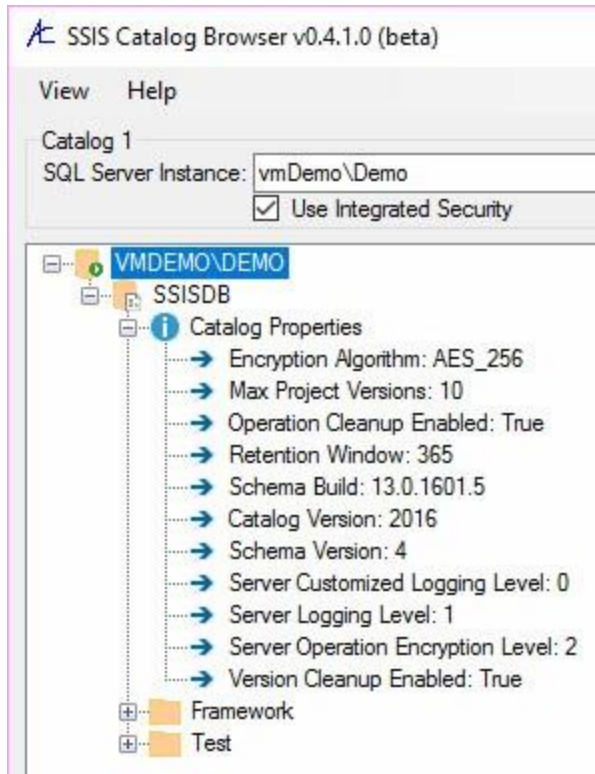 SSIS Catalog Browser v0.4.1.0 (beta)
View Help
Catalog 1
SQL Server Instance: vmDemo\Demo
Use Integrated Security
VMDEMO\DEMO
SSISDB
Catalog Properties
Encryption Algorithm: AES_256
Max Project Versions: 10
Operation Cleanup Enabled: True
Retention Window: 365
Schema Build: 13.0.1601.5
Catalog Version: 2016
Schema Version: 4
Server Customized Logging Level: 0
Server Logging Level: 1
Server Operation Encryption Level: 2
Version Cleanup Enabled: True
Framework
Test